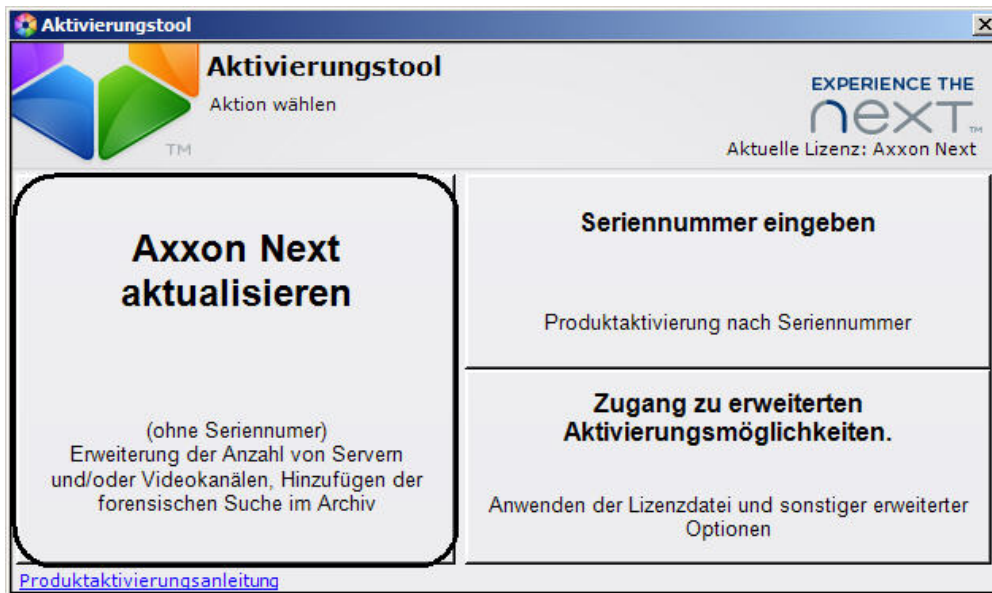 Aktivierungstool
Aktivierungstool
Aktion wählen
TM
EXPERIENCE THE
next TM
Aktuelle Lizenz: Axxon Next
Axxon Next
aktualisieren
(ohne Seriennumer)
Erweiterung der Anzahl von Servern
und/oder Videokanälen, Hinzufügen der
forensischen Suche im Archiv
Seriennummer eingeben
Produktaktivierung nach Seriennummer
Zugang zu erweiterten
Aktivierungsmöglichkeiten.
Anwenden der Lizenzdatei und sonstiger erweiterter
Optionen
Produktaktivierungsanleitung